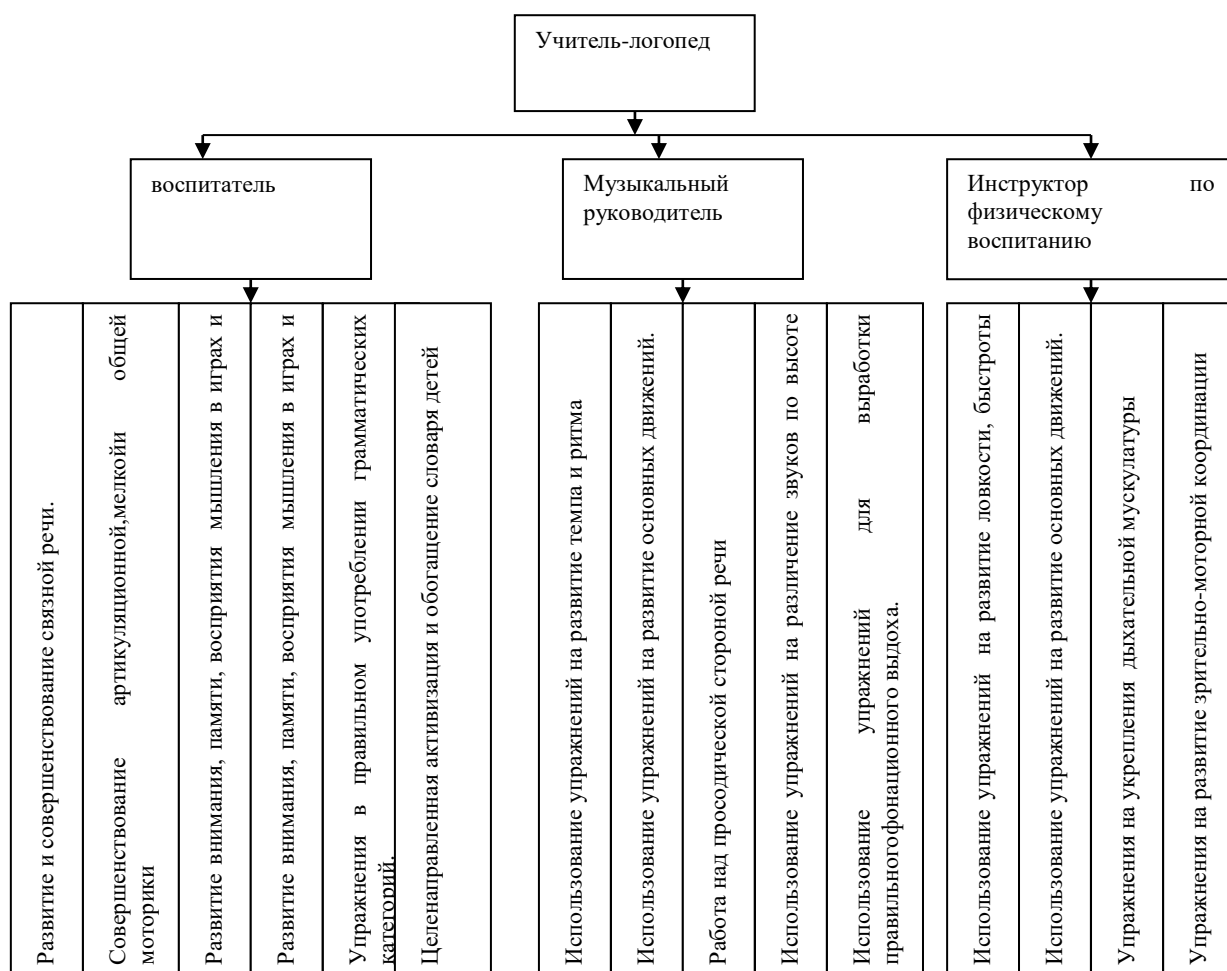 Учитель-логопед
воспитатель
Музыкальный
руководитель
Инструктор по
физическому
воспитанию
Развитие и совершенствование связной речи.
Совершенствование артикуляционной,мелкойи общей
моторики
Развитие внимания, памяти, восприятия мышления в играх и
Развитие внимания, памяти, восприятия мышления в играх и
Упражнения в правильном употреблении грамматических
категорий.
Целенаправленная активизация и обогащение словаря детей
Использование упражнений на развитие темпа и ритма
Использование упражнений на развитие основных движений.
Работа над просодической стороной речи
Использование упражнений на различение звуков по высоте
Использование упражнений для выработки
правильногофонационного выдоха.
Использование упражнений на развитие ловкости, быстроты
Использование упражнений на развитие основных движений.
Упражнения на укрепления дыхательной мускулатуры
Упражнения на развитие зрительно-моторной координации